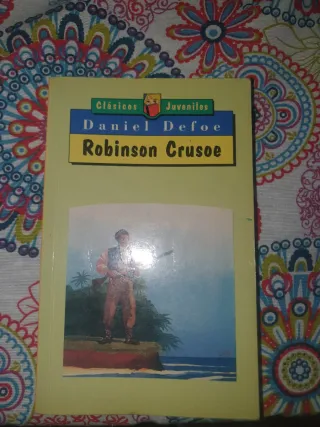 Clásicos Juveniles
Daniel Defoe
Robinson Crusoe